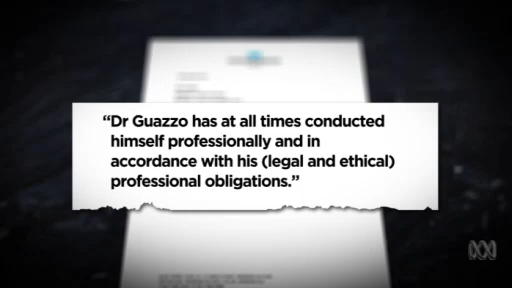 “Dr Guazzo has at all times conducted
himself professionally and in
accordance with his (legal and ethical)
professional obligations.”